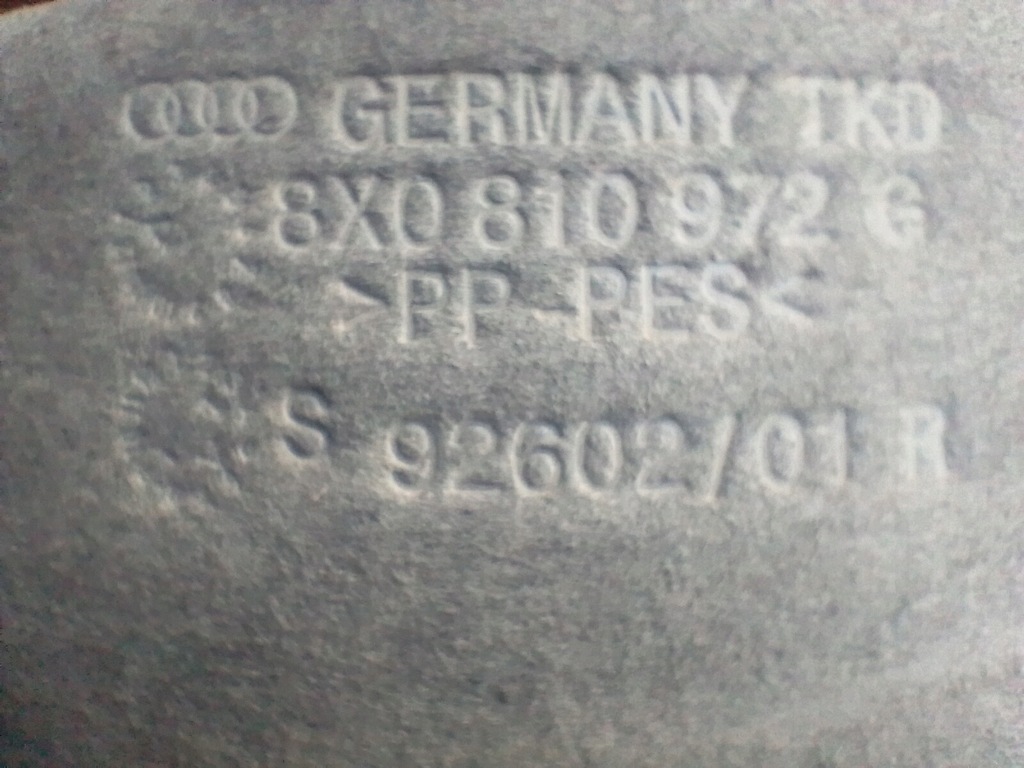 GERMANY TKD
8X0 810 972 G
>PP-PES<
S 92602/01 R